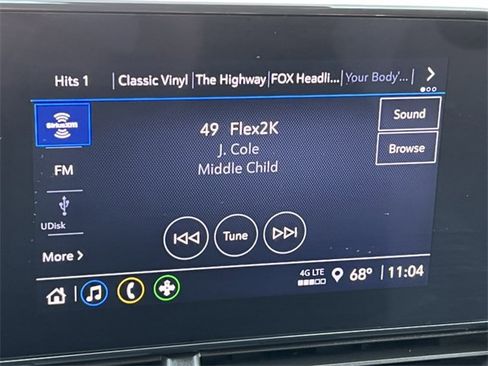 Hits 1 | Classic Vinyl | The Highway | FOX Headli... | Your Body'... | >
SiriusXM
49 Flex2K
Sound
J. Cole
Browse
FM
Middle Child
UDisk
Tune
More >
4G LTE 68° | 11:04